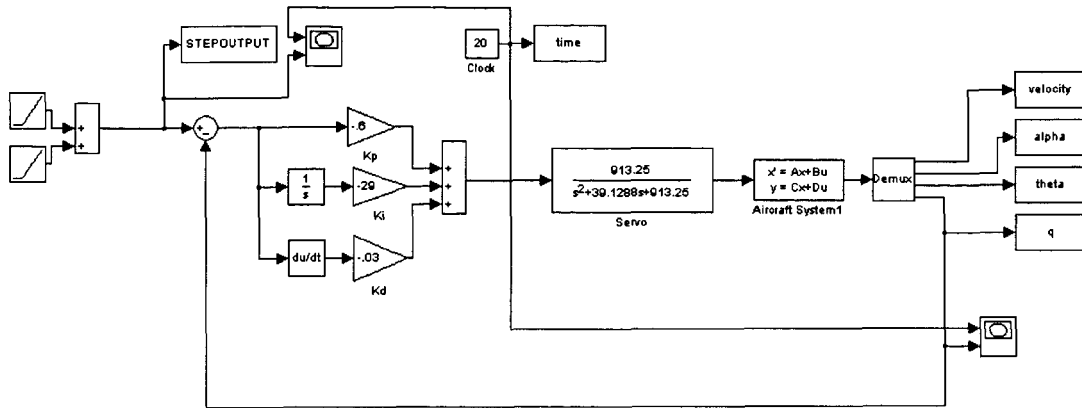 STEPOUTPUT
20
Clock
time
velocity
alpha
theta
q
+
+
+
-
-.6
Kp
1
s
-.29
Ki
du/dt
-.03
Kd
+
+
+
913.25
s2+39.1288s+913.25
Servo
x' = Ax+Bu
y = Cx+Du
Aircraft System1
Demux